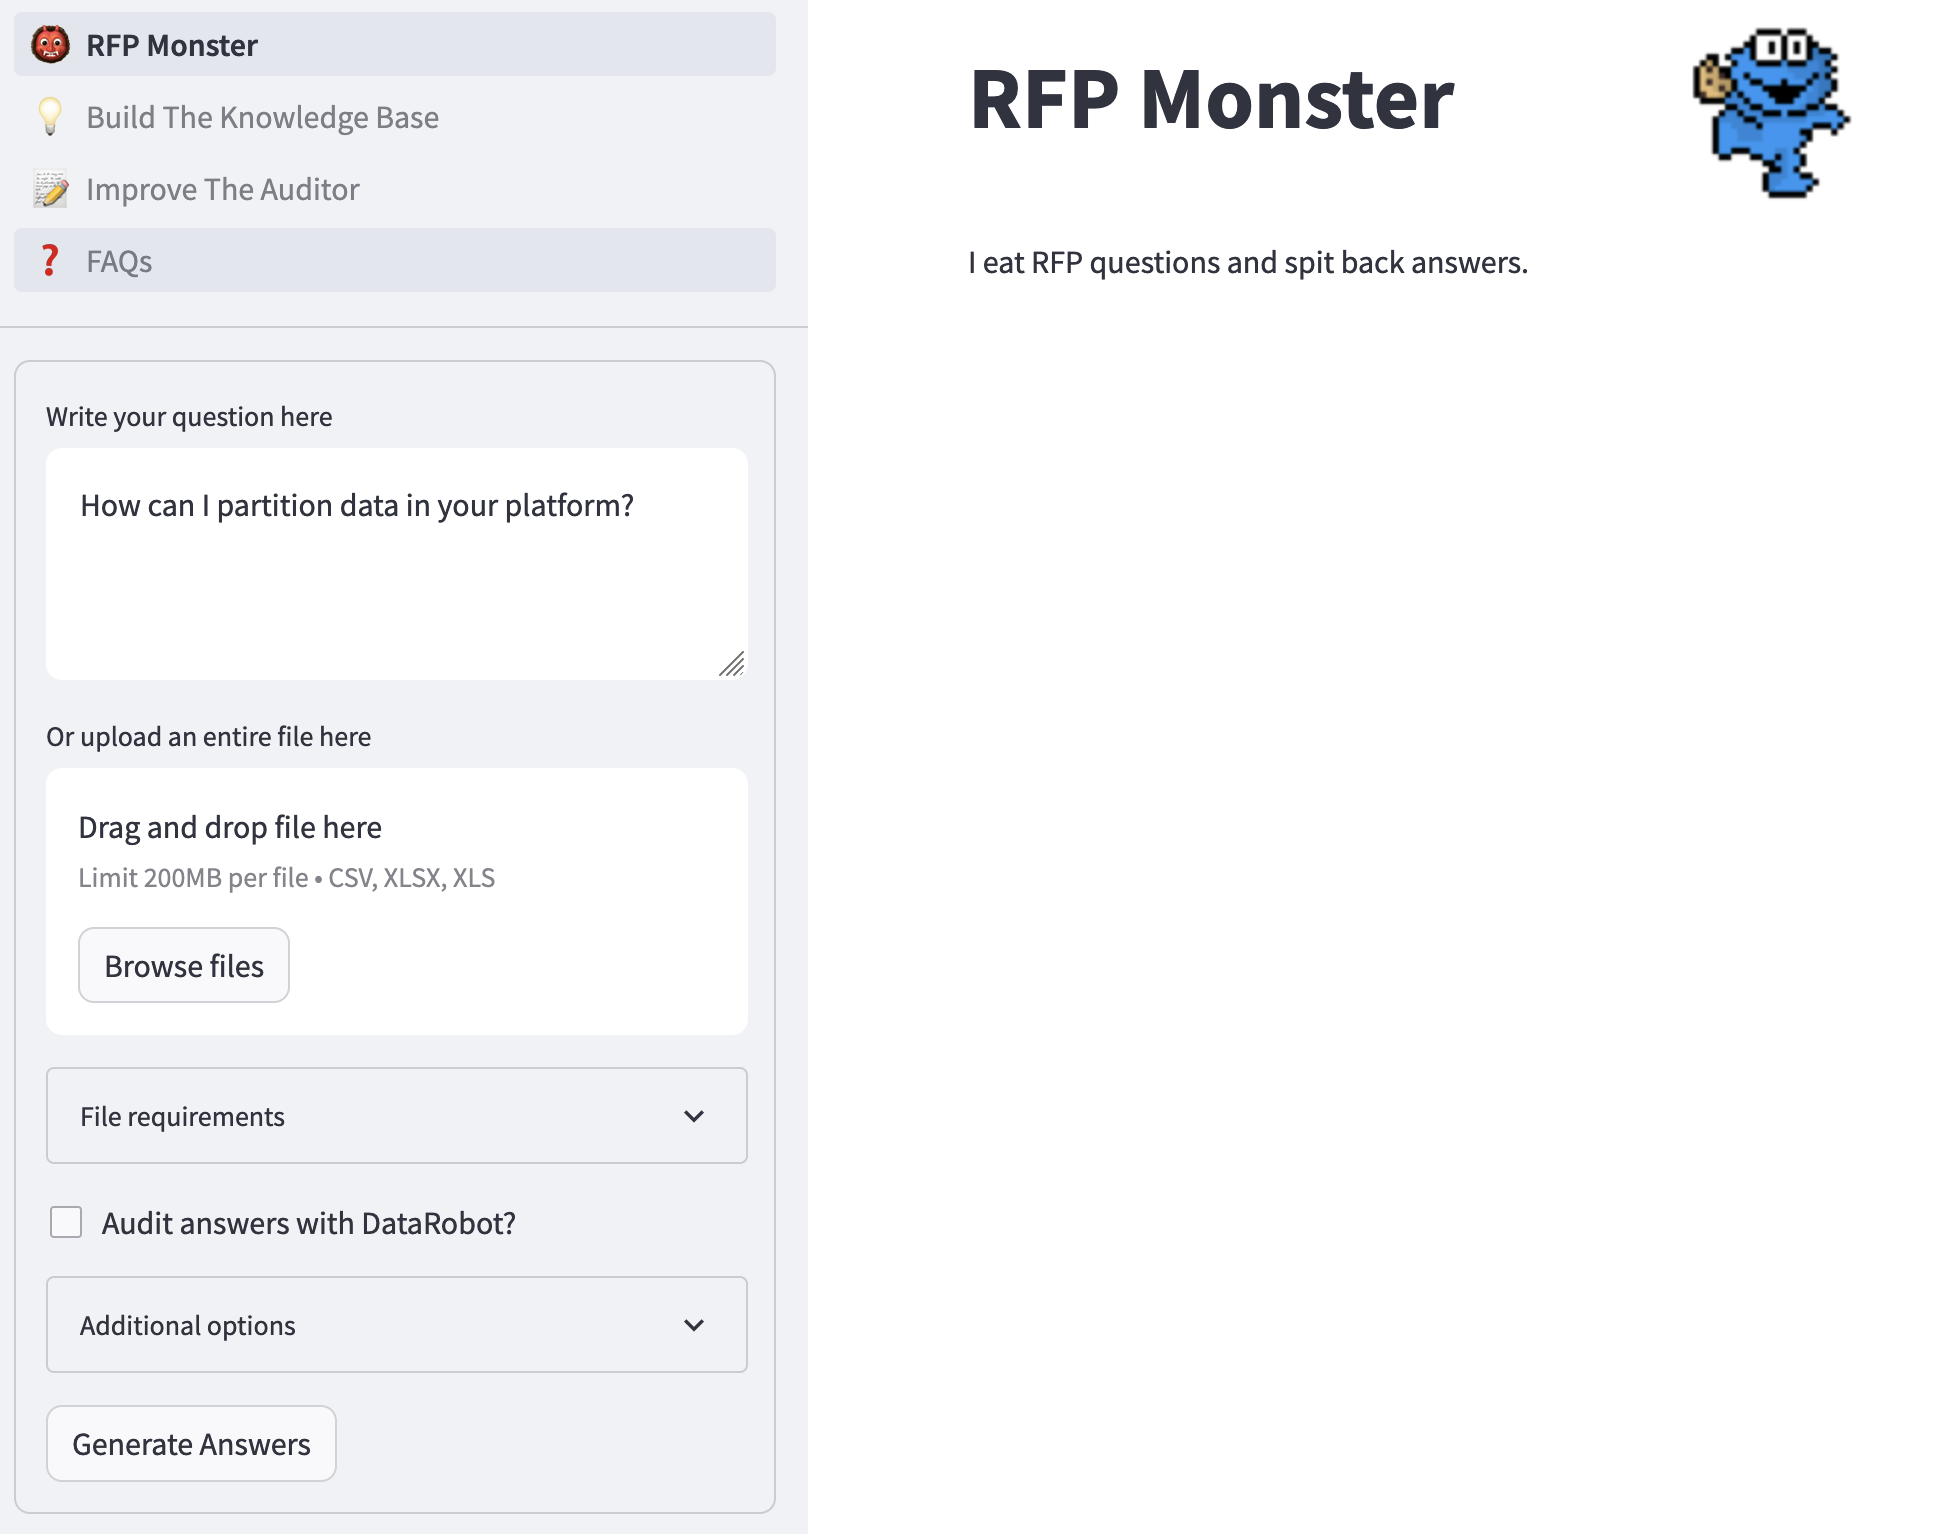 RFP Monster
Build The Knowledge Base
Improve The Auditor
FAQs
Write your question here
How can I partition data in your platform?
Or upload an entire file here
Drag and drop file here
Limit 200MB per file • CSV, XLSX, XLS
Browse files
File requirements
Audit answers with DataRobot?
Additional options
Generate Answers
RFP Monster
I eat RFP questions and spit back answers.